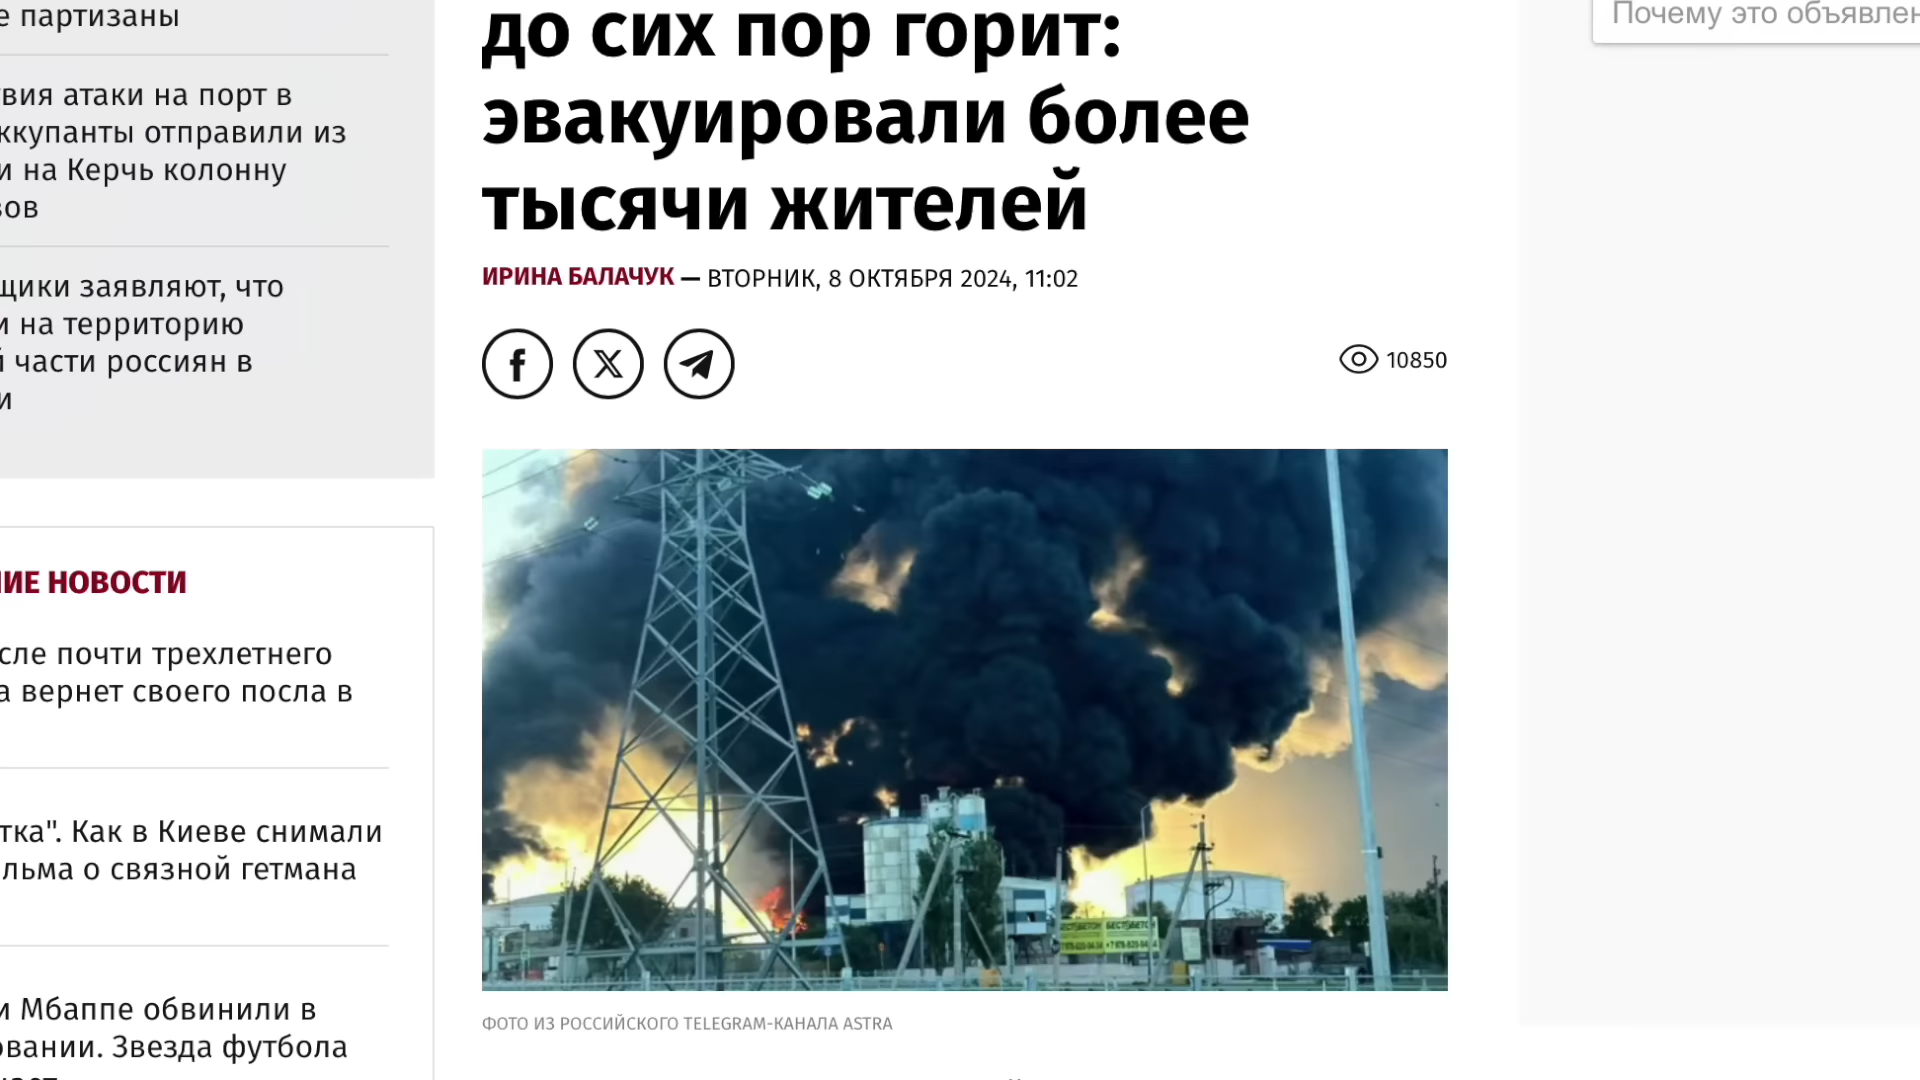 е партизаны
твия атаки на порт в
ккупанты отправили из
и на Керчь колонну
зов
щики заявляют, что
и на территорию
й части россиян в
и
ИЕ НОВОСТИ
сле почти трехлетнего
а вернет своего посла в
тка". Как в Киеве снимали
льма о связной гетмана
и Мбаппе обвинили в
овании. Звезда футбола
до сих пор горит:
эвакуировали более
тысячи жителей
ИРИНА БАЛАЧУК — ВТОРНИК, 8 ОКТЯБРЯ 2024, 11:02
10850
ФОТО ИЗ РОССИЙСКОГО TELEGRAM-КАНАЛА ASTRA
Почему это объявлен